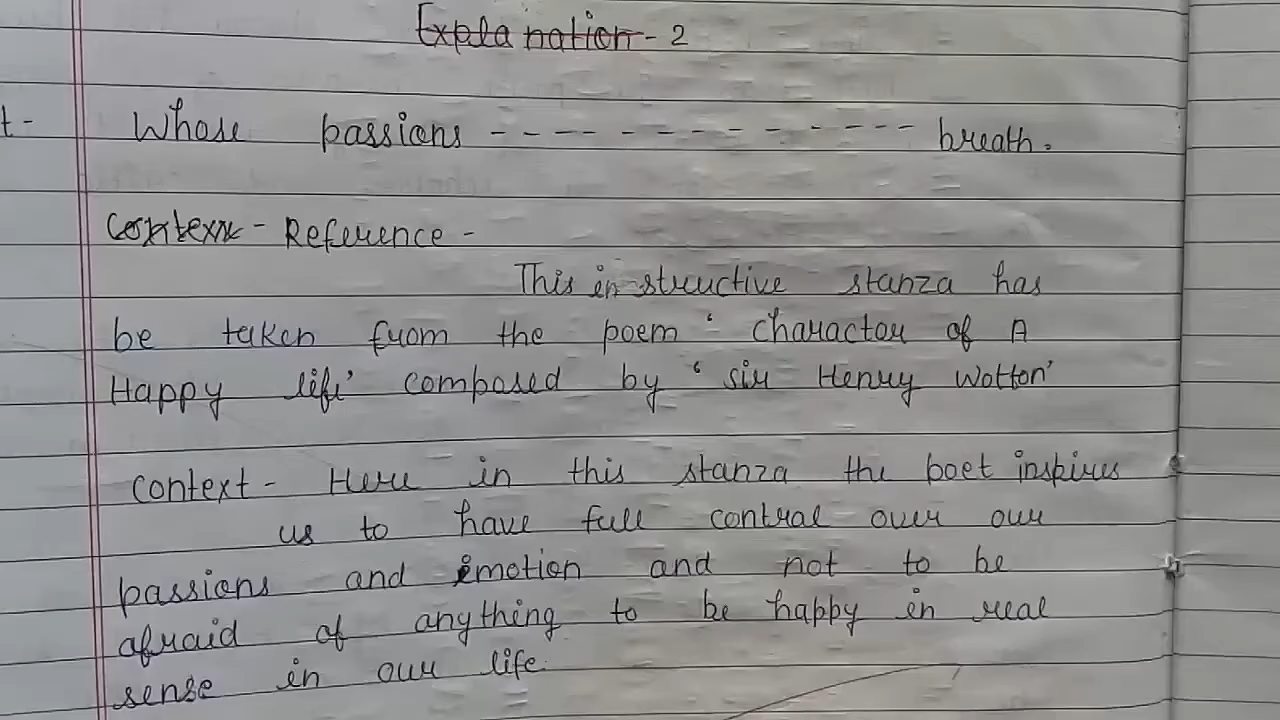 Explanation - 2
t - Whose passions - - - - - - - - - - - - - breath.
Reference -
This instructive stanza has
be taken from the poem ' character of A
Happy life' composed by ' sir Henry Wotton'
context - Here in this stanza the poet inspires
us to have full control over our
passions and emotion and not to be
afraid of anything to be happy in real
sense in our life.